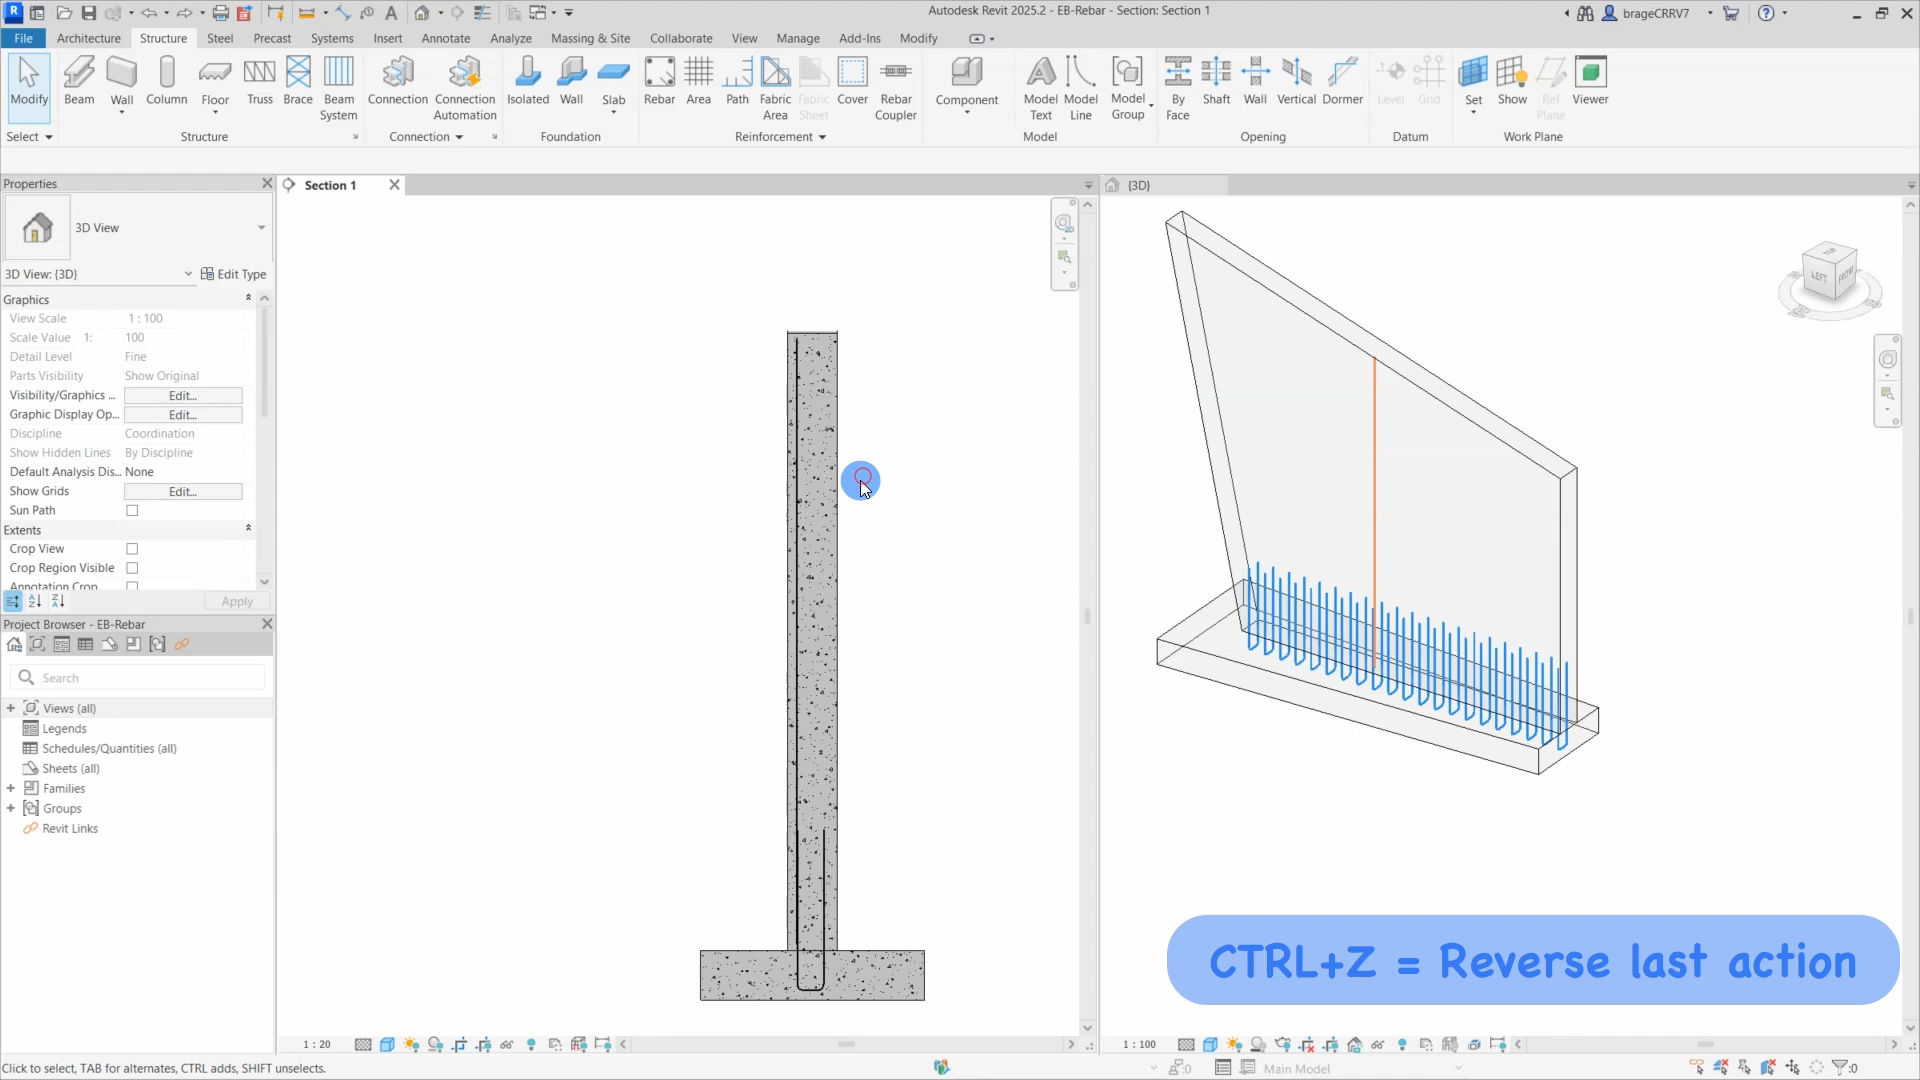 Autodesk Revit 2025.2 - EB-Rebar - Section: Section 1
brageCRRV7
File
Architecture
Structure
Steel
Precast
Systems
Insert
Annotate
Analyze
Massing & Site
Collaborate
View
Manage
Add-Ins
Modify
Modify
Beam
Wall
Column
Floor
Truss
Brace
Beam System
Connection
Connection Automation
Isolated
Wall
Slab
Rebar
Area
Path
Fabric Area
Fabric Sheet
Cover
Rebar Coupler
Component
Model Text
Model Line
Model Group
By Face
Shaft
Wall
Vertical
Dormer
Level
Grid
Set
Show
Ref Plane
Viewer
Select
Structure
Connection
Foundation
Reinforcement
Model
Opening
Datum
Work Plane
Properties
3D View
3D View: {3D}
Edit Type
Graphics
View Scale 1 : 100
Scale Value 1: 100
Detail Level Fine
Parts Visibility Show Original
Visibility/Graphics ... Edit...
Graphic Display Op... Edit...
Discipline Coordination
Show Hidden Lines By Discipline
Default Analysis Dis... None
Show Grids Edit...
Sun Path
Extents
Crop View
Crop Region Visible
Annotation Crop
Apply
Project Browser - EB-Rebar
Search
Views (all)
Legends
Schedules/Quantities (all)
Sheets (all)
Families
Groups
Revit Links
Section 1
{3D}
LEFT
FRONT
CTRL+Z = Reverse last action
1 : 20
1 : 100
Click to select, TAB for alternates, CTRL adds, SHIFT unselects.
:0
Main Model
:0